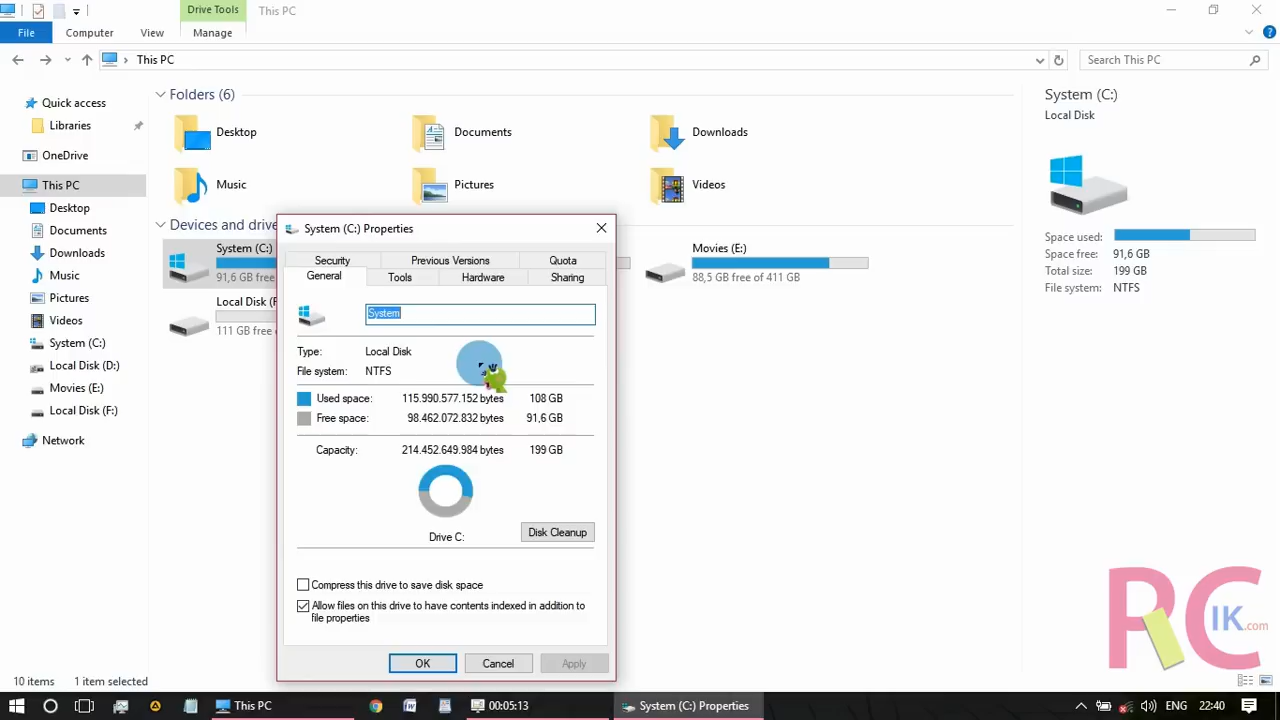 Drive Tools
This PC
File
Computer
View
Manage
This PC
Search This PC
Quick access
Libraries
OneDrive
This PC
Desktop
Documents
Downloads
Music
Pictures
Videos
System (C:)
Local Disk (D:)
Movies (E:)
Local Disk (F:)
Network
Folders (6)
Desktop
Documents
Downloads
Music
Pictures
Videos
Devices and drive
System (C:)
91,6 GB free
Movies (E:)
88,5 GB free of 411 GB
Local Disk (F
111 GB free
System (C:) Properties
Security
Previous Versions
Quota
General
Tools
Hardware
Sharing
System
Type: Local Disk
File system: NTFS
Used space: 115.990.577.152 bytes 108 GB
Free space: 98.462.072.832 bytes 91,6 GB
Capacity: 214.452.649.984 bytes 199 GB
Drive C:
Disk Cleanup
Compress this drive to save disk space
Allow files on this drive to have contents indexed in addition to
file properties
OK
Cancel
Apply
System (C:)
Local Disk
Space used:
Space free: 91,6 GB
Total size: 199 GB
File system: NTFS
PCIK.com
10 items
1 item selected
This PC
00:05:13
System (C:) Properties
ENG
22:40